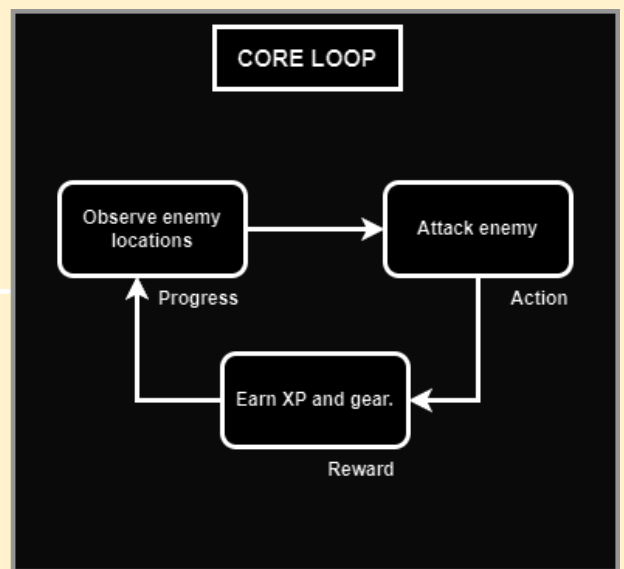 CORE LOOP
Observe enemy
locations
Attack enemy
Progress
Action
Earn XP and gear.
Reward